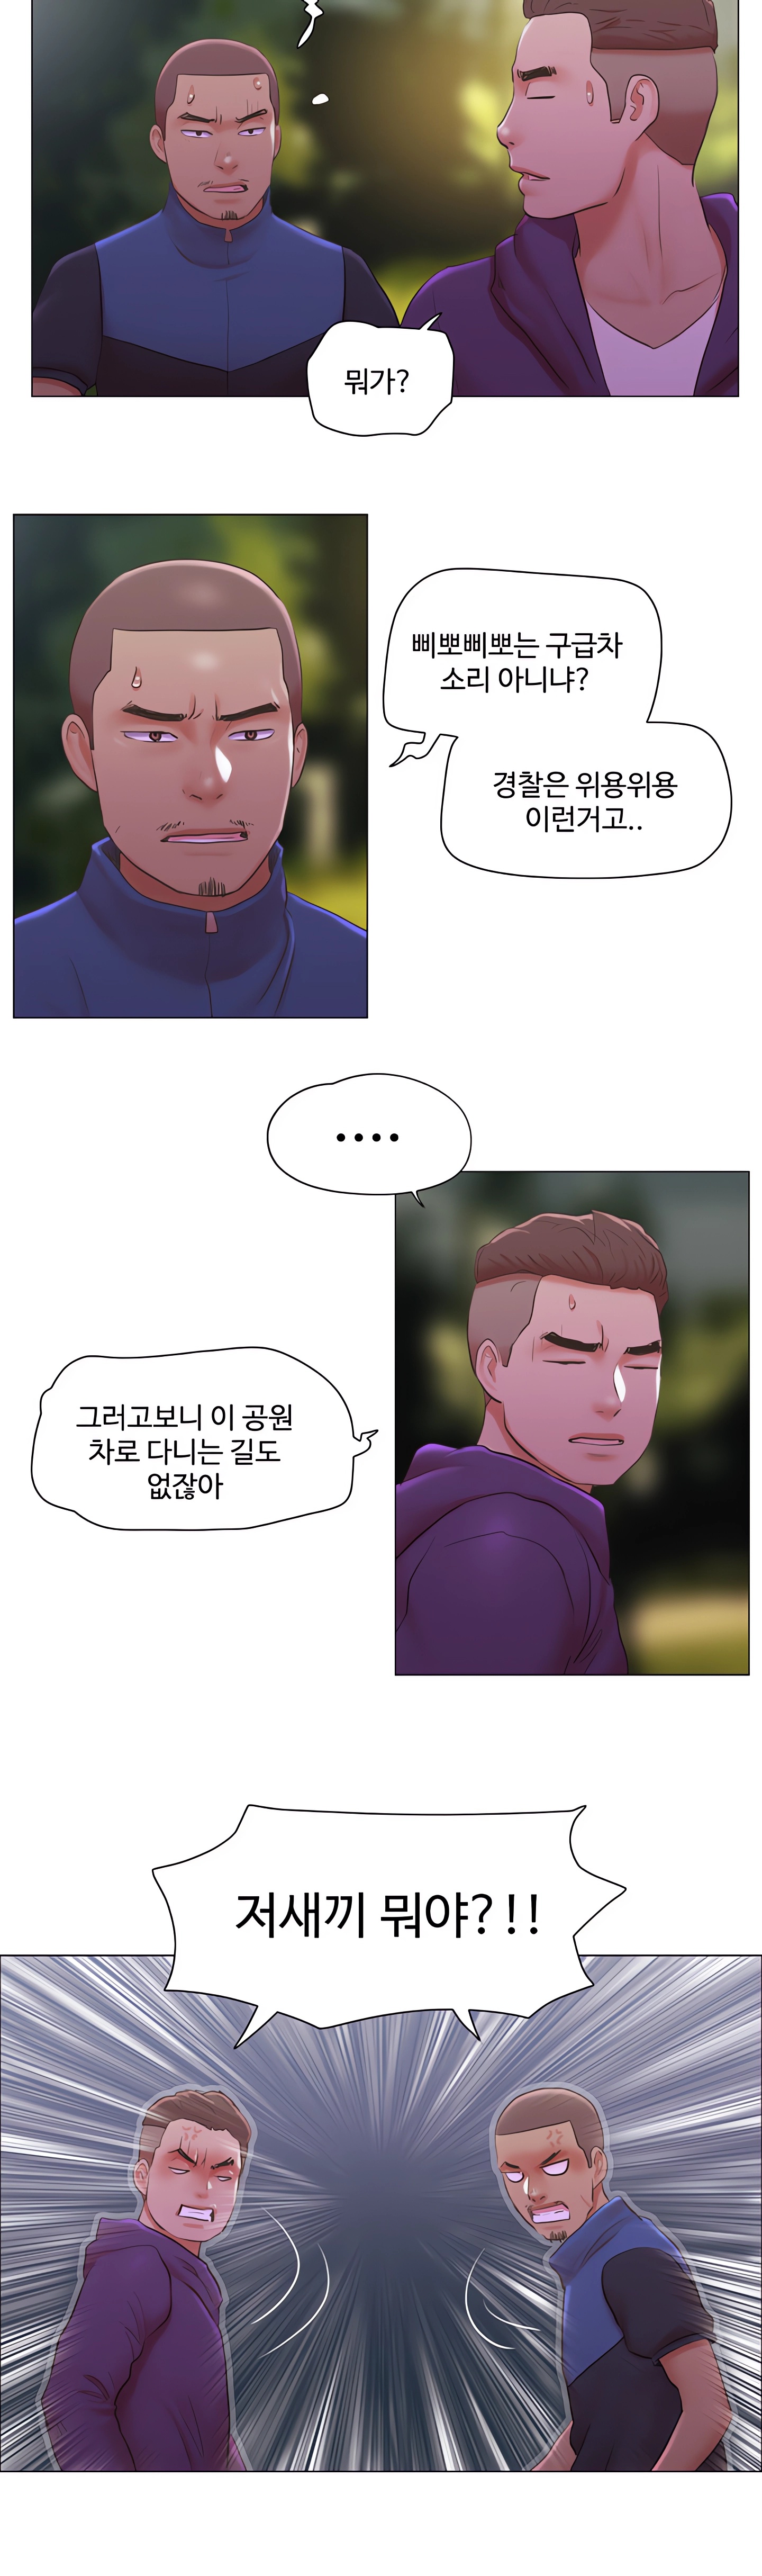 뭐가?
삐뽀삐뽀는 구급차
소리 아니냐?
경찰은 위용위용
이런거고..
....
그러고보니 이 공원
차로 다니는 길도
없잖아
저새끼 뭐야?!!